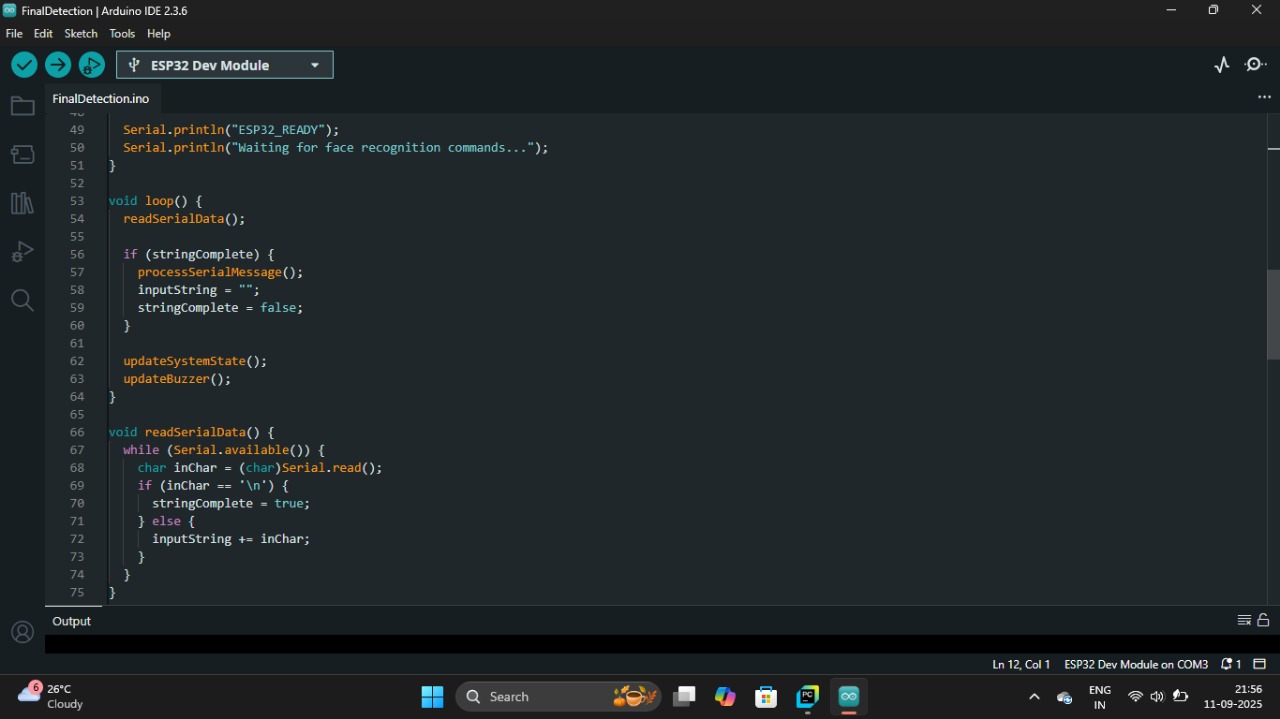 FinalDetection | Arduino IDE 2.3.6
File Edit Sketch Tools Help
ESP32 Dev Module
FinalDetection.ino
48
49 Serial.println("ESP32_READY");
50 Serial.println("Waiting for face recognition commands...");
51 }
52
53 void loop() {
54 readSerialData();
55
56 if (stringComplete) {
57 processSerialMessage();
58 inputString = "";
59 stringComplete = false;
60 }
61
62 updateSystemState();
63 updateBuzzer();
64 }
65
66 void readSerialData() {
67 while (Serial.available()) {
68 char inChar = (char)Serial.read();
69 if (inChar == '\n') {
70 stringComplete = true;
71 } else {
72 inputString += inChar;
73 }
74 }
75 }
Output
Ln 12, Col 1 ESP32 Dev Module on COM3 1
6 26°C
Cloudy
Search
PC
ENG
IN
21:56
11-09-2025